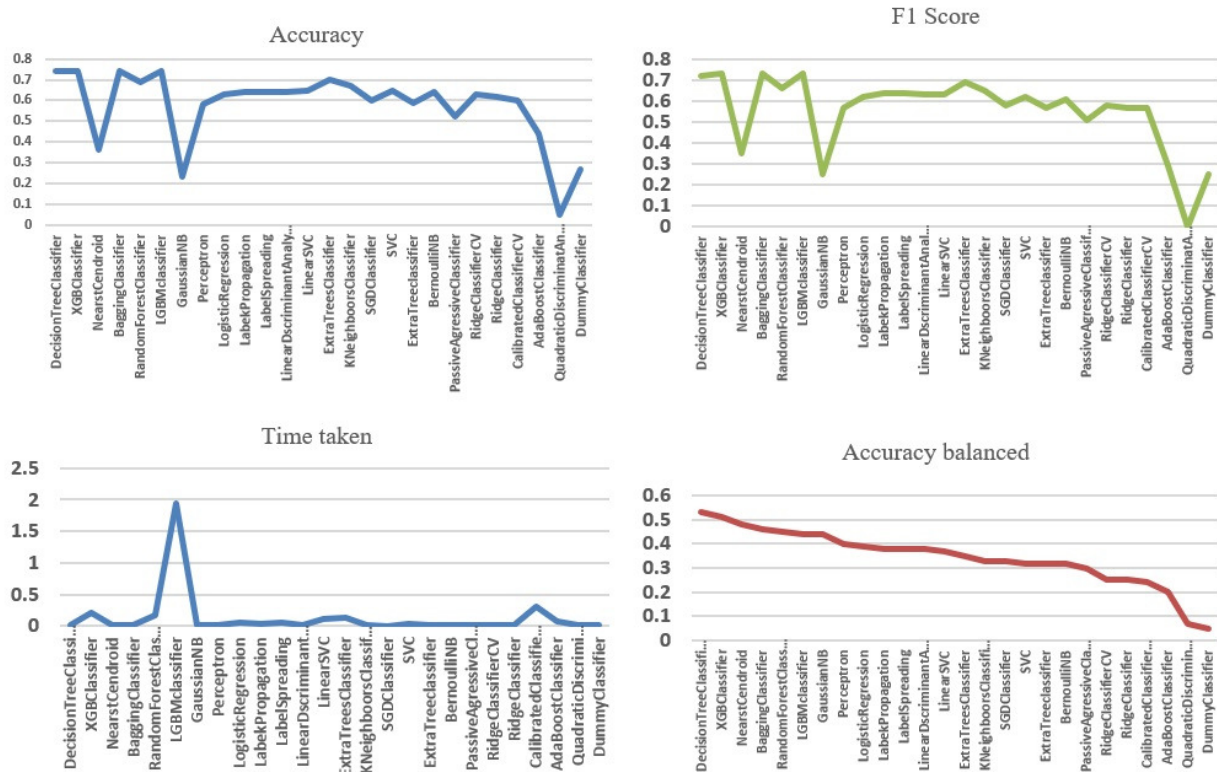 Accuracy
0.8
0.7
0.6
0.5
0.4
0.3
0.2
0.1
0
DecisionTreeClassifier
XGBClassifier
NearstCendroid
BaggingClassifier
RandomForestClassifier
LGBMclassifier
GaussianNB
Perceptron
LogisticRegression
LabekPropagation
LabelSpreading
LinearDscriminantAnaly...
LinearSVC
ExtraTreesClassifier
KNeighboorsClassifier
SGDClassifier
SVC
ExtraTreeclassifier
BernoulliNB
PassiveAgressiveClassifier
RidgeClassifierCV
RidgeClassifier
CalibratedClassifierCV
AdaBoostClassifier
QuadraticDiscriminatAn...
DummyClassifier
F1 Score
0.8
0.7
0.6
0.5
0.4
0.3
0.2
0.1
0
DecisionTreeClassifier
XGBClassifier
NearstCendroid
BaggingClassifier
RandomForestClassifier
LGBMclassifier
GaussianNB
Perceptron
LogisticRegression
LabekPropagation
LabelSpreading
LinearDscriminantAnal...
LinearSVC
ExtraTreesClassifier
KNeighboorsClassifier
SGDClassifier
SVC
ExtraTreeclassifier
BernoulliNB
PassiveAgressiveClassif...
RidgeClassifierCV
RidgeClassifier
CalibratedClassifierCV
AdaBoostClassifier
QuadraticDiscriminatA...
DummyClassifier
Time taken
2.5
2
1.5
1
0.5
0
DecisionTreeClassi...
XGBClassifier
NearstCendroid
BaggingClassifier
RandomForestClas...
LGBMclassifier
GaussianNB
Perceptron
LogisticRegression
LabekPropagation
LabelSpreading
LinearDscriminant...
LinearSVC
ExtraTreesClassifier
KNeighboorsClassif...
SGDClassifier
SVC
ExtraTreeclassifier
BernoulliNB
PassiveAgressiveCl...
RidgeClassifierCV
RidgeClassifier
CalibratedClassifie...
AdaBoostClassifier
QuadraticDiscrimi...
DummyClassifier
Accuracy balanced
0.6
0.5
0.4
0.3
0.2
0.1
0
DecisionTreeClassifi...
XGBClassifier
NearstCendroid
BaggingClassifier
RandomForestClass...
LGBMclassifier
GaussianNB
Perceptron
LogisticRegression
LabekPropagation
LabelSpreading
LinearDscriminantA...
LinearSVC
ExtraTreesClassifier
KNeighboorsClassifi...
SGDClassifier
SVC
ExtraTreeclassifier
BernoulliNB
PassiveAgressiveCla...
RidgeClassifierCV
RidgeClassifier
CalibratedClassifier...
AdaBoostClassifier
QuadraticDiscrimin...
DummyClassifier